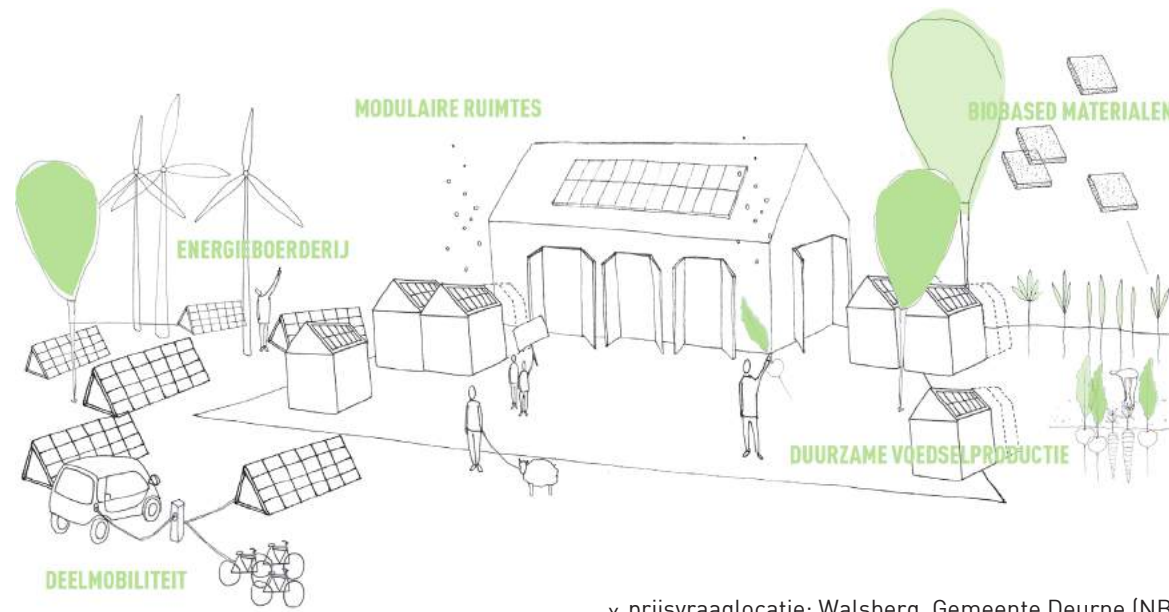 MODULAIRE RUIMTES
BIOBASED MATERIALEN
ENERGIEBOERDERIJ
DUURZAME VOEDSELPRODUCTIE
DEELMOBILITEIT
v prijsvraaglocatie: Walsberg, Gemeente Deurne (NB